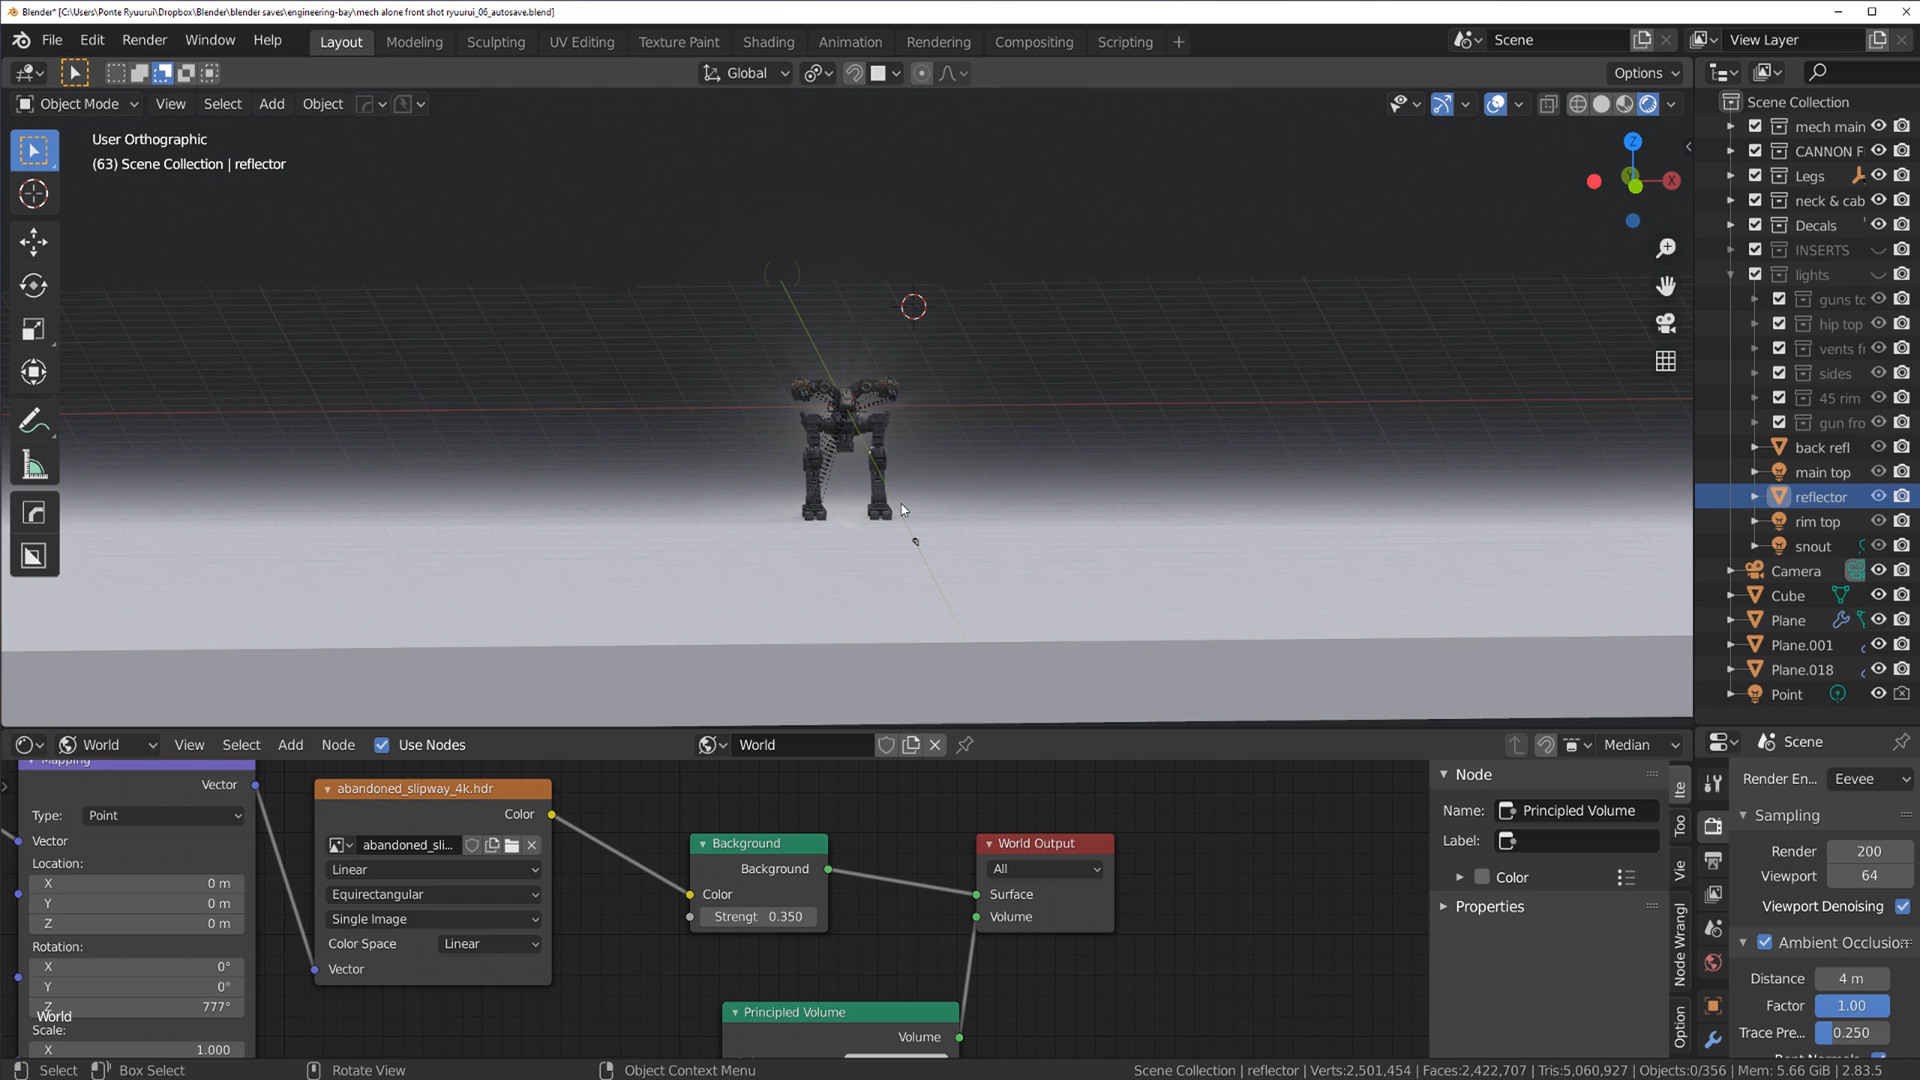 Blender* [C:\Users\Ponte Ryuurui\Dropbox\Blender\blender saves\engineering-bay\mech alone front shot ryuurui_06_autosave.blend]
File Edit Render Window Help Layout Modeling Sculpting UV Editing Texture Paint Shading Animation Rendering Compositing Scripting + Scene View Layer
Global Options
Object Mode View Select Add Object
User Orthographic
(63) Scene Collection | reflector
Z
X
Scene Collection
mech main
CANNON F
Legs
neck & cab
Decals
INSERTS
lights
guns to
hip top
vents fr
sides
45 rim
gun fro
back refl
main top
reflector
rim top
snout
Camera
Cube
Plane
Plane.001
Plane.018
Point
World View Select Add Node Use Nodes World Median
Mapping
Vector
Type: Point
Vector
Location:
X 0 m
Y 0 m
Z 0 m
Rotation:
X 0°
Y 0°
Z 777°
World
Scale:
X 1.000
abandoned_slipway_4k.hdr
Color
abandoned_sli...
Linear
Equirectangular
Single Image
Color Space Linear
Vector
Background
Background
Color
Strengt 0.350
World Output
All
Surface
Volume
Principled Volume
Volume
Node
Name: Principled Volume
Label:
Color
Properties
Ite
Too
Vie
Node Wrangl
Option
Scene
Render En... Eevee
Sampling
Render 200
Viewport 64
Viewport Denoising
Ambient Occlusion
Distance 4 m
Factor 1.00
Trace Pre... 0.250
Bent Normals
Select Box Select Rotate View Object Context Menu Scene Collection | reflector | Verts:2,501,454 | Faces:2,422,707 | Tris:5,060,927 | Objects:0/356 | Mem: 5.66 GiB | 2.83.5